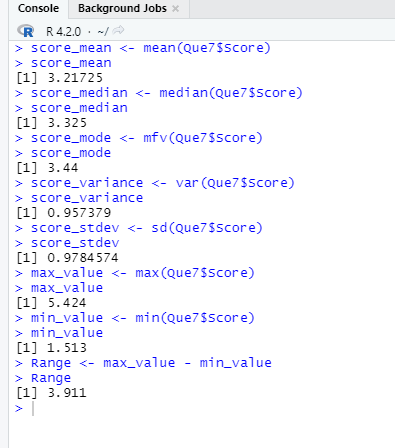 Console Background Jobs ×
R 4.2.0 · ~/
> score_mean <- mean(Que7$Score)
> score_mean
[1] 3.21725
> score_median <- median(Que7$Score)
> score_median
[1] 3.325
> score_mode <- mfv(Que7$Score)
> score_mode
[1] 3.44
> score_variance <- var(Que7$Score)
> score_variance
[1] 0.957379
> score_stdev <- sd(Que7$Score)
> score_stdev
[1] 0.9784574
> max_value <- max(Que7$Score)
> max_value
[1] 5.424
> min_value <- min(Que7$Score)
> min_value
[1] 1.513
> Range <- max_value - min_value
> Range
[1] 3.911
>